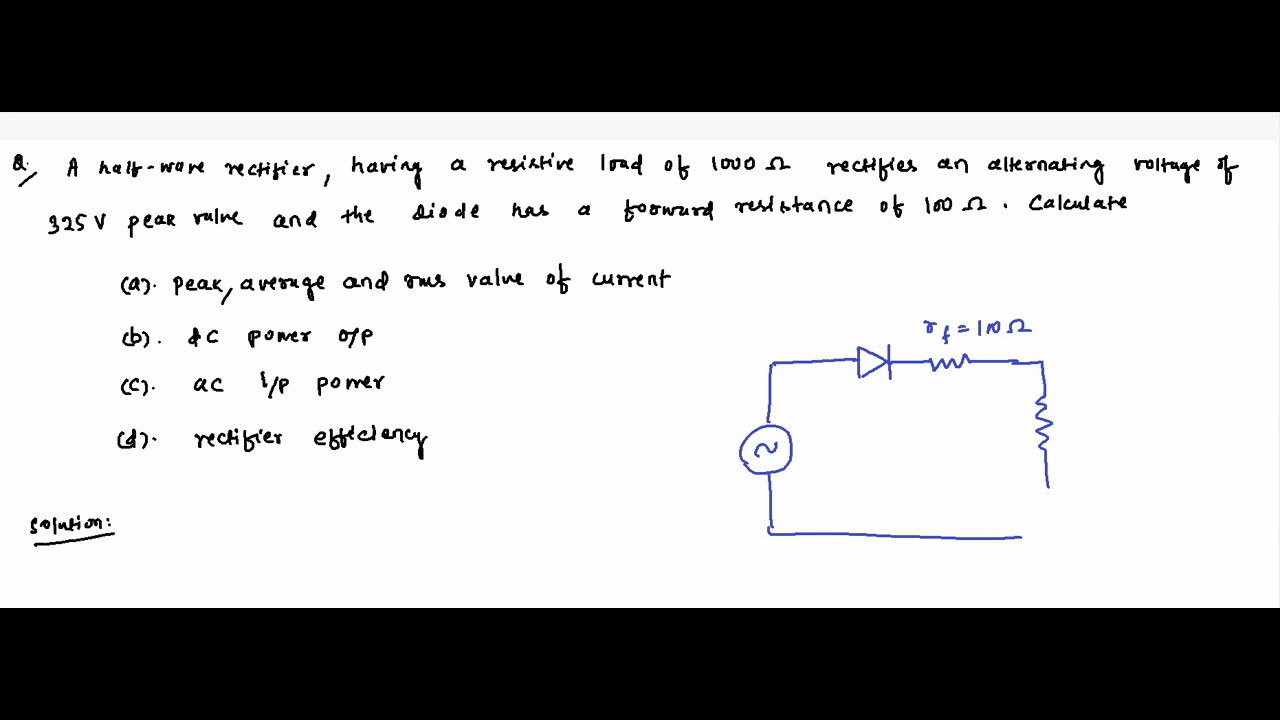 Q. A half-wave rectifier, having a resistive load of 1000 Ω rectifies an alternating voltage of
325 V peak value and the diode has a forward resistance of 100 Ω. Calculate
(a). peak, average and rms value of current
(b). dc power o/p
(c). ac i/p power
(d). rectifier efficiency
r_f = 100 Ω
Solution: